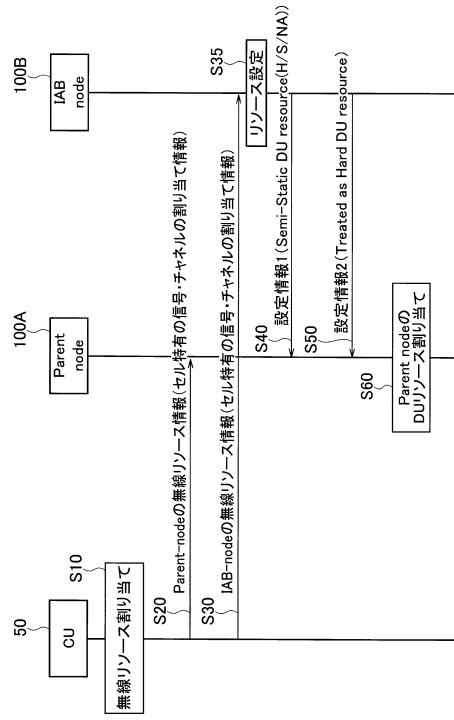 50
CU
100A
Parent
node
100B
IAB
node
S10
無線リソース割り当て
S20
Parent-nodeの無線リソース情報(セル特有の信号・チャネルの割り当て情報)
S30
IAB-nodeの無線リソース情報(セル特有の信号・チャネルの割り当て情報)
S35
リソース設定
S40
設定情報1(Semi-Static DU resource(H/S/NA))
S50
設定情報2(Treated as Hard DU resource)
S60
Parent nodeの
DUリソース割り当て